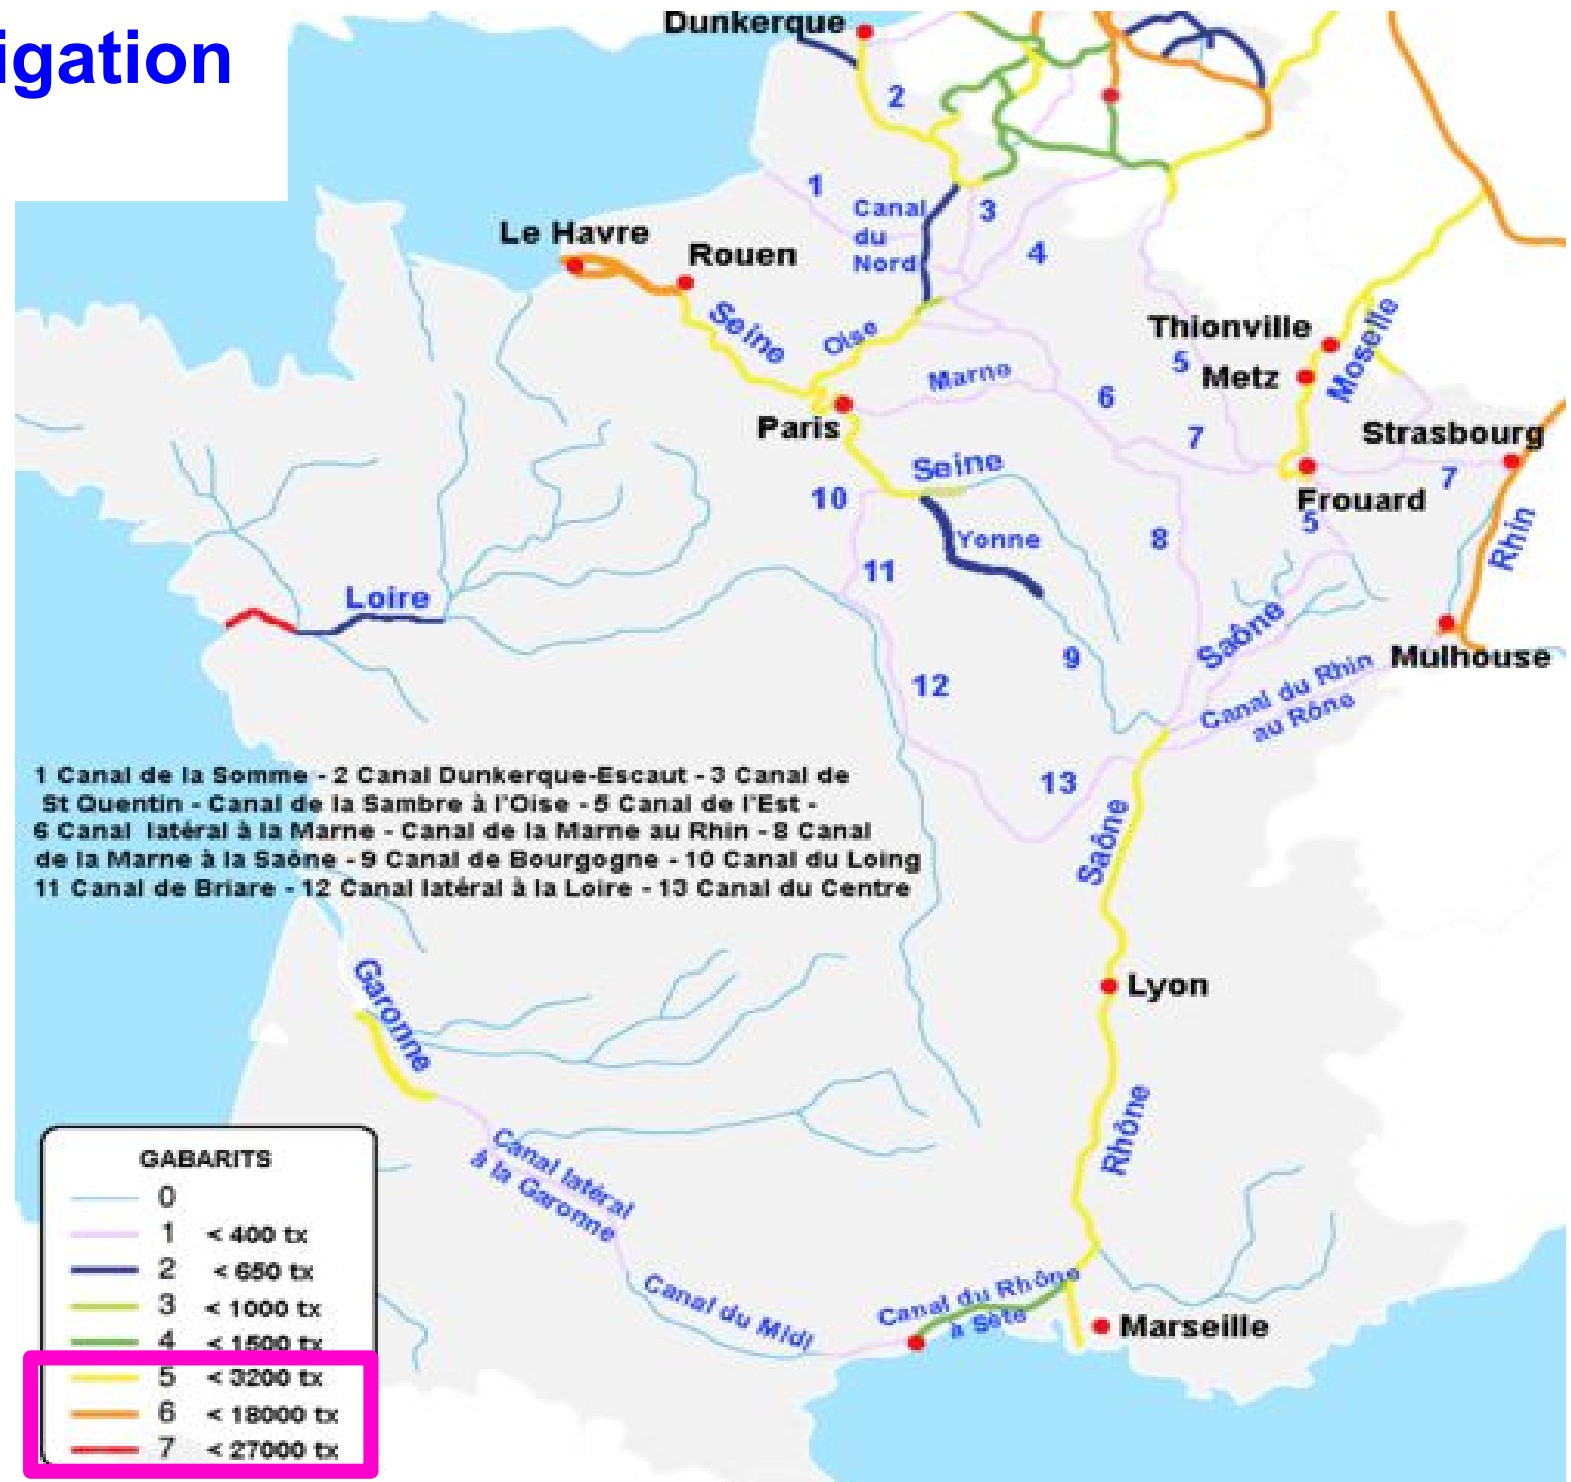 igation
Dunkerque
2
1
Canal
du
Nord
3
4
Le Havre
Rouen
Seine
Oise
Marne
Paris
Thionville
Metz
Moselle
5
6
7
Strasbourg
7
Frouard
5
Rhin
Seine
10
Yonne
8
11
Loire
9
12
Saône
Mulhouse
Canal du Rhin
au Rône
13
1 Canal de la Somme - 2 Canal Dunkerque-Escaut - 3 Canal de
St Quentin - Canal de la Sambre à l'Oise - 5 Canal de l'Est -
6 Canal latéral à la Marne - Canal de la Marne au Rhin - 8 Canal
de la Marne à la Saône - 9 Canal de Bourgogne - 10 Canal du Loing
11 Canal de Briare - 12 Canal latéral à la Loire - 13 Canal du Centre
Saône
Garonne
Lyon
Rhône
Canal latéral
à la Garonne
Canal du Midi
Canal du Rhône
à Sète
Marseille
GABARITS
0
1 < 400 tx
2 < 650 tx
3 < 1000 tx
4 < 1500 tx
5 < 3200 tx
6 < 18000 tx
7 < 27000 tx